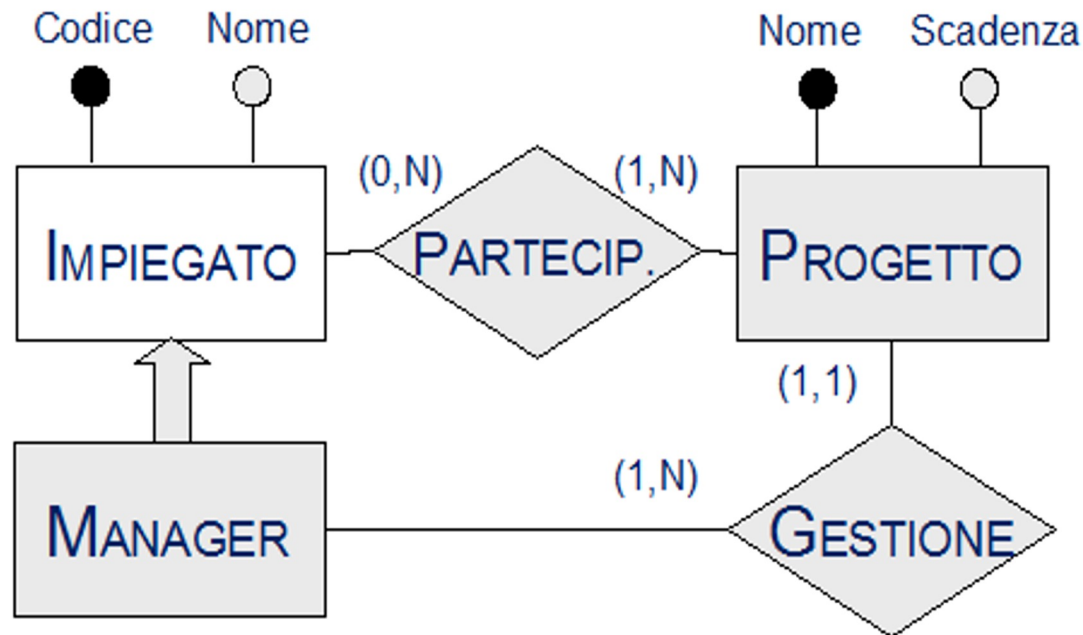 Codice Nome
Nome Scadenza
(0,N) (1,N)
IMPIEGATO PARTECIP. PROGETTO
(1,1)
(1,N)
MANAGER GESTIONE